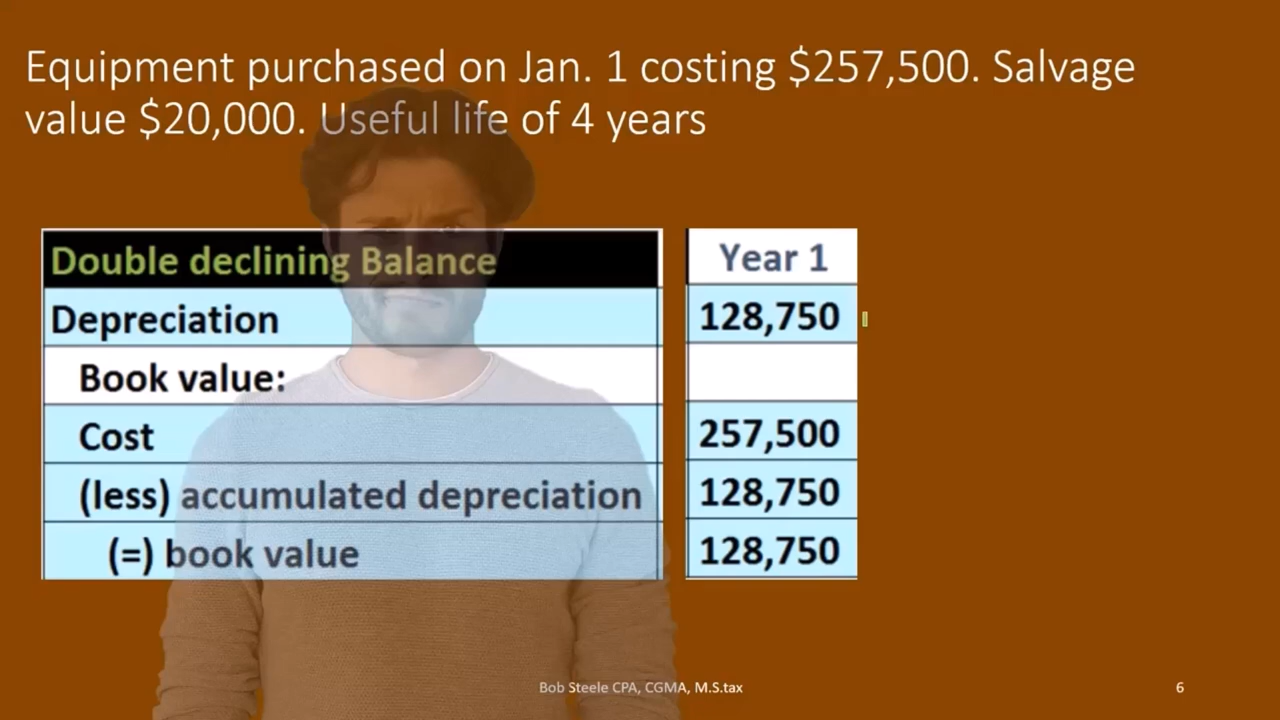 Equipment purchased on Jan. 1 costing $257,500. Salvage
value $20,000. Useful life of 4 years
Double declining Balance Year 1
Depreciation 128,750
Book value:
Cost 257,500
(less) accumulated depreciation 128,750
(=) book value 128,750
Bob Steele CPA, CGMA, M.S.tax 6